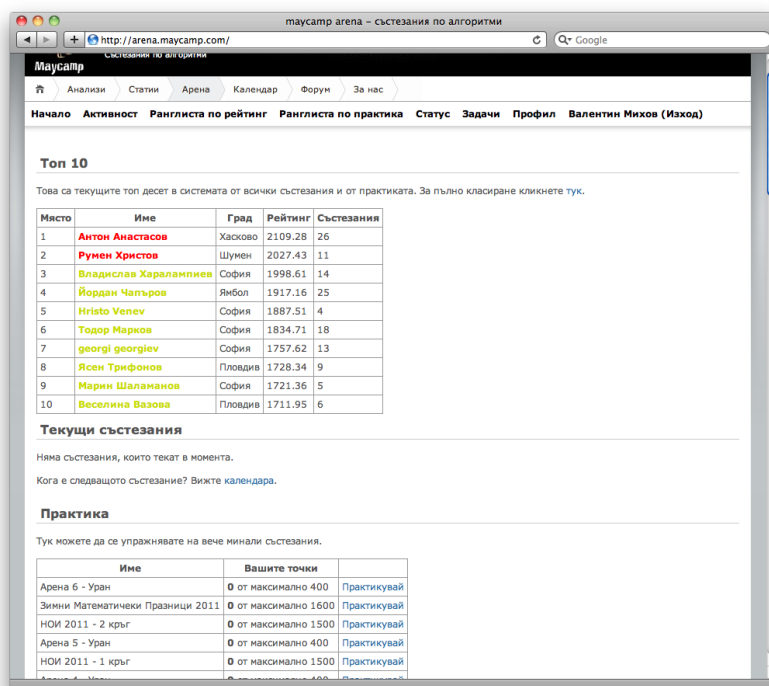 maycamp arena – състезания по алгоритми
http://arena.maycamp.com/
Google
Maycamp Състезания по алгоритми
Анализи Статии Арена Календар Форум За нас
Начало Активност Ранглиста по рейтинг Ранглиста по практика Статус Задачи Профил Валентин Михов (Изход)
Топ 10
Това са текущите топ десет в системата от всички състезания и от практиката. За пълно класиране кликнете тук.
Място Име Град Рейтинг Състезания
1 Антон Анастасов Хасково 2109.28 26
2 Румен Христов Шумен 2027.43 11
3 Владислав Харалампиев София 1998.61 14
4 Йордан Чапъров Ямбол 1917.16 25
5 Hristo Venev София 1887.51 4
6 Тодор Марков София 1834.71 18
7 georgi georgiev София 1757.62 13
8 Ясен Трифонов Пловдив 1728.34 9
9 Марин Шаламанов София 1721.36 5
10 Веселина Вазова Пловдив 1711.95 6
Текущи състезания
Няма състезания, които текат в момента.
Кога е следващото състезание? Вижте календара.
Практика
Тук можете да се упражнявате на вече минали състезания.
Име Вашите точки
Арена 6 - Уран 0 от максимално 400 Практикувай
Зимни Математически Празници 2011 0 от максимално 1600 Практикувай
НОИ 2011 - 2 кръг 0 от максимално 1500 Практикувай
Арена 5 - Уран 0 от максимално 400 Практикувай
НОИ 2011 - 1 кръг 0 от максимално 1500 Практикувай
Арена 4 - Уран 0 от максимално 400 Практикувай